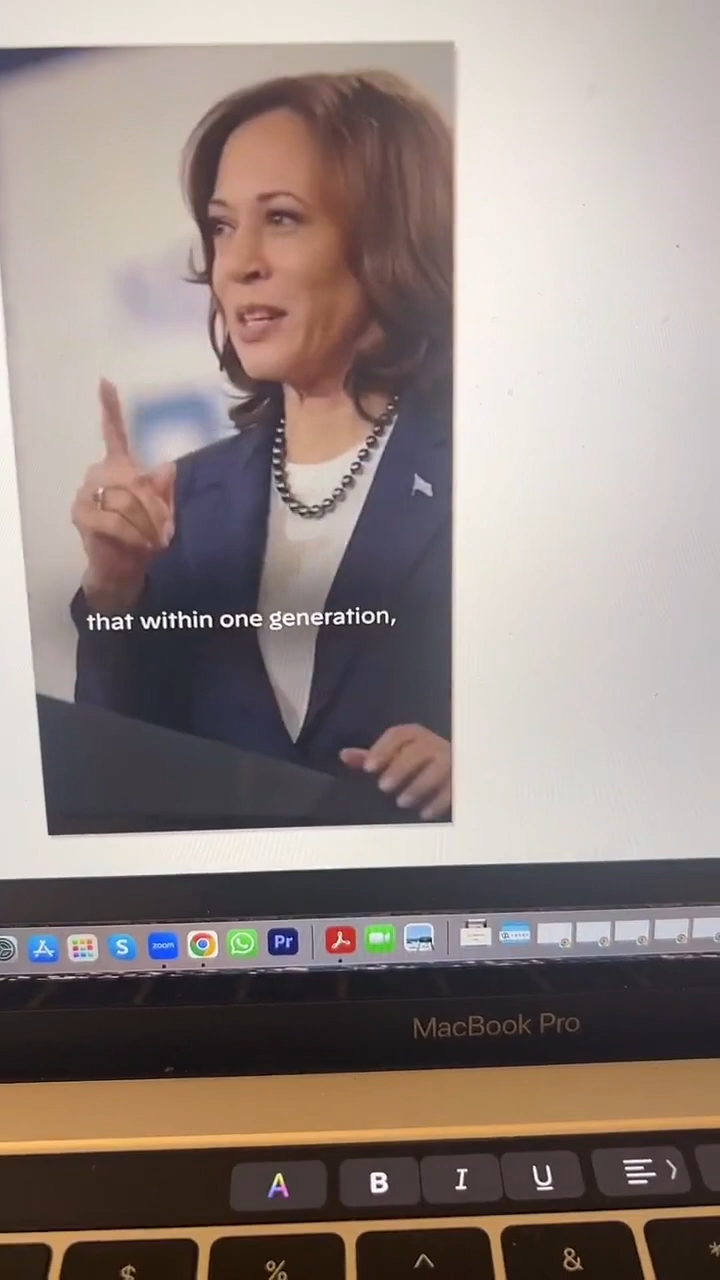 that within one generation,
S
zoom
Pr
MacBook Pro
A
B
I
U
$
%
^
&
*